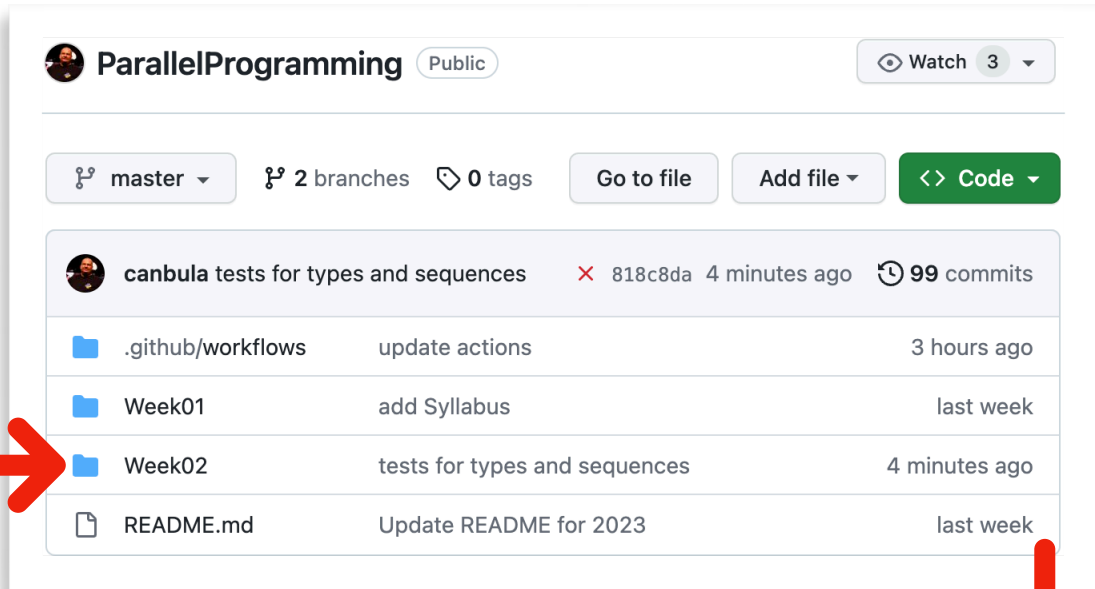 ParallelProgramming Public Watch 3
master 2 branches 0 tags Go to file Add file <> Code
canbula tests for types and sequences 818c8da 4 minutes ago 99 commits
.github/workflows update actions 3 hours ago
Week01 add Syllabus last week
Week02 tests for types and sequences 4 minutes ago
README.md Update README for 2023 last week